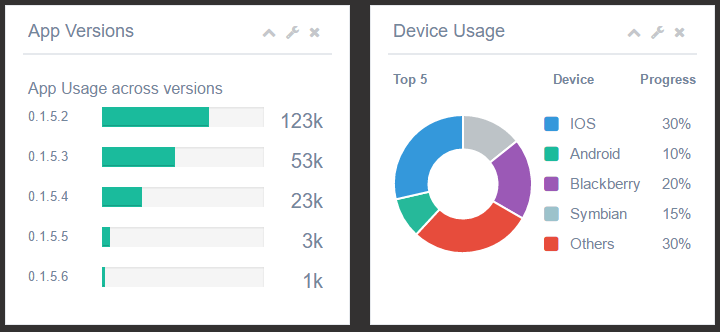 App Versions
App Usage across versions
0.1.5.2 123k
0.1.5.3 53k
0.1.5.4 23k
0.1.5.5 3k
0.1.5.6 1k
Device Usage
Top 5 Device Progress
IOS 30%
Android 10%
Blackberry 20%
Symbian 15%
Others 30%